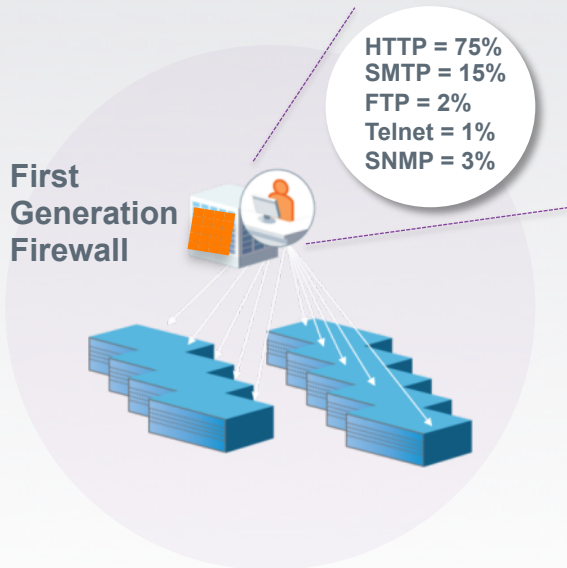 HTTP = 75%
SMTP = 15%
FTP = 2%
Telnet = 1%
SNMP = 3%
First
Generation
Firewall